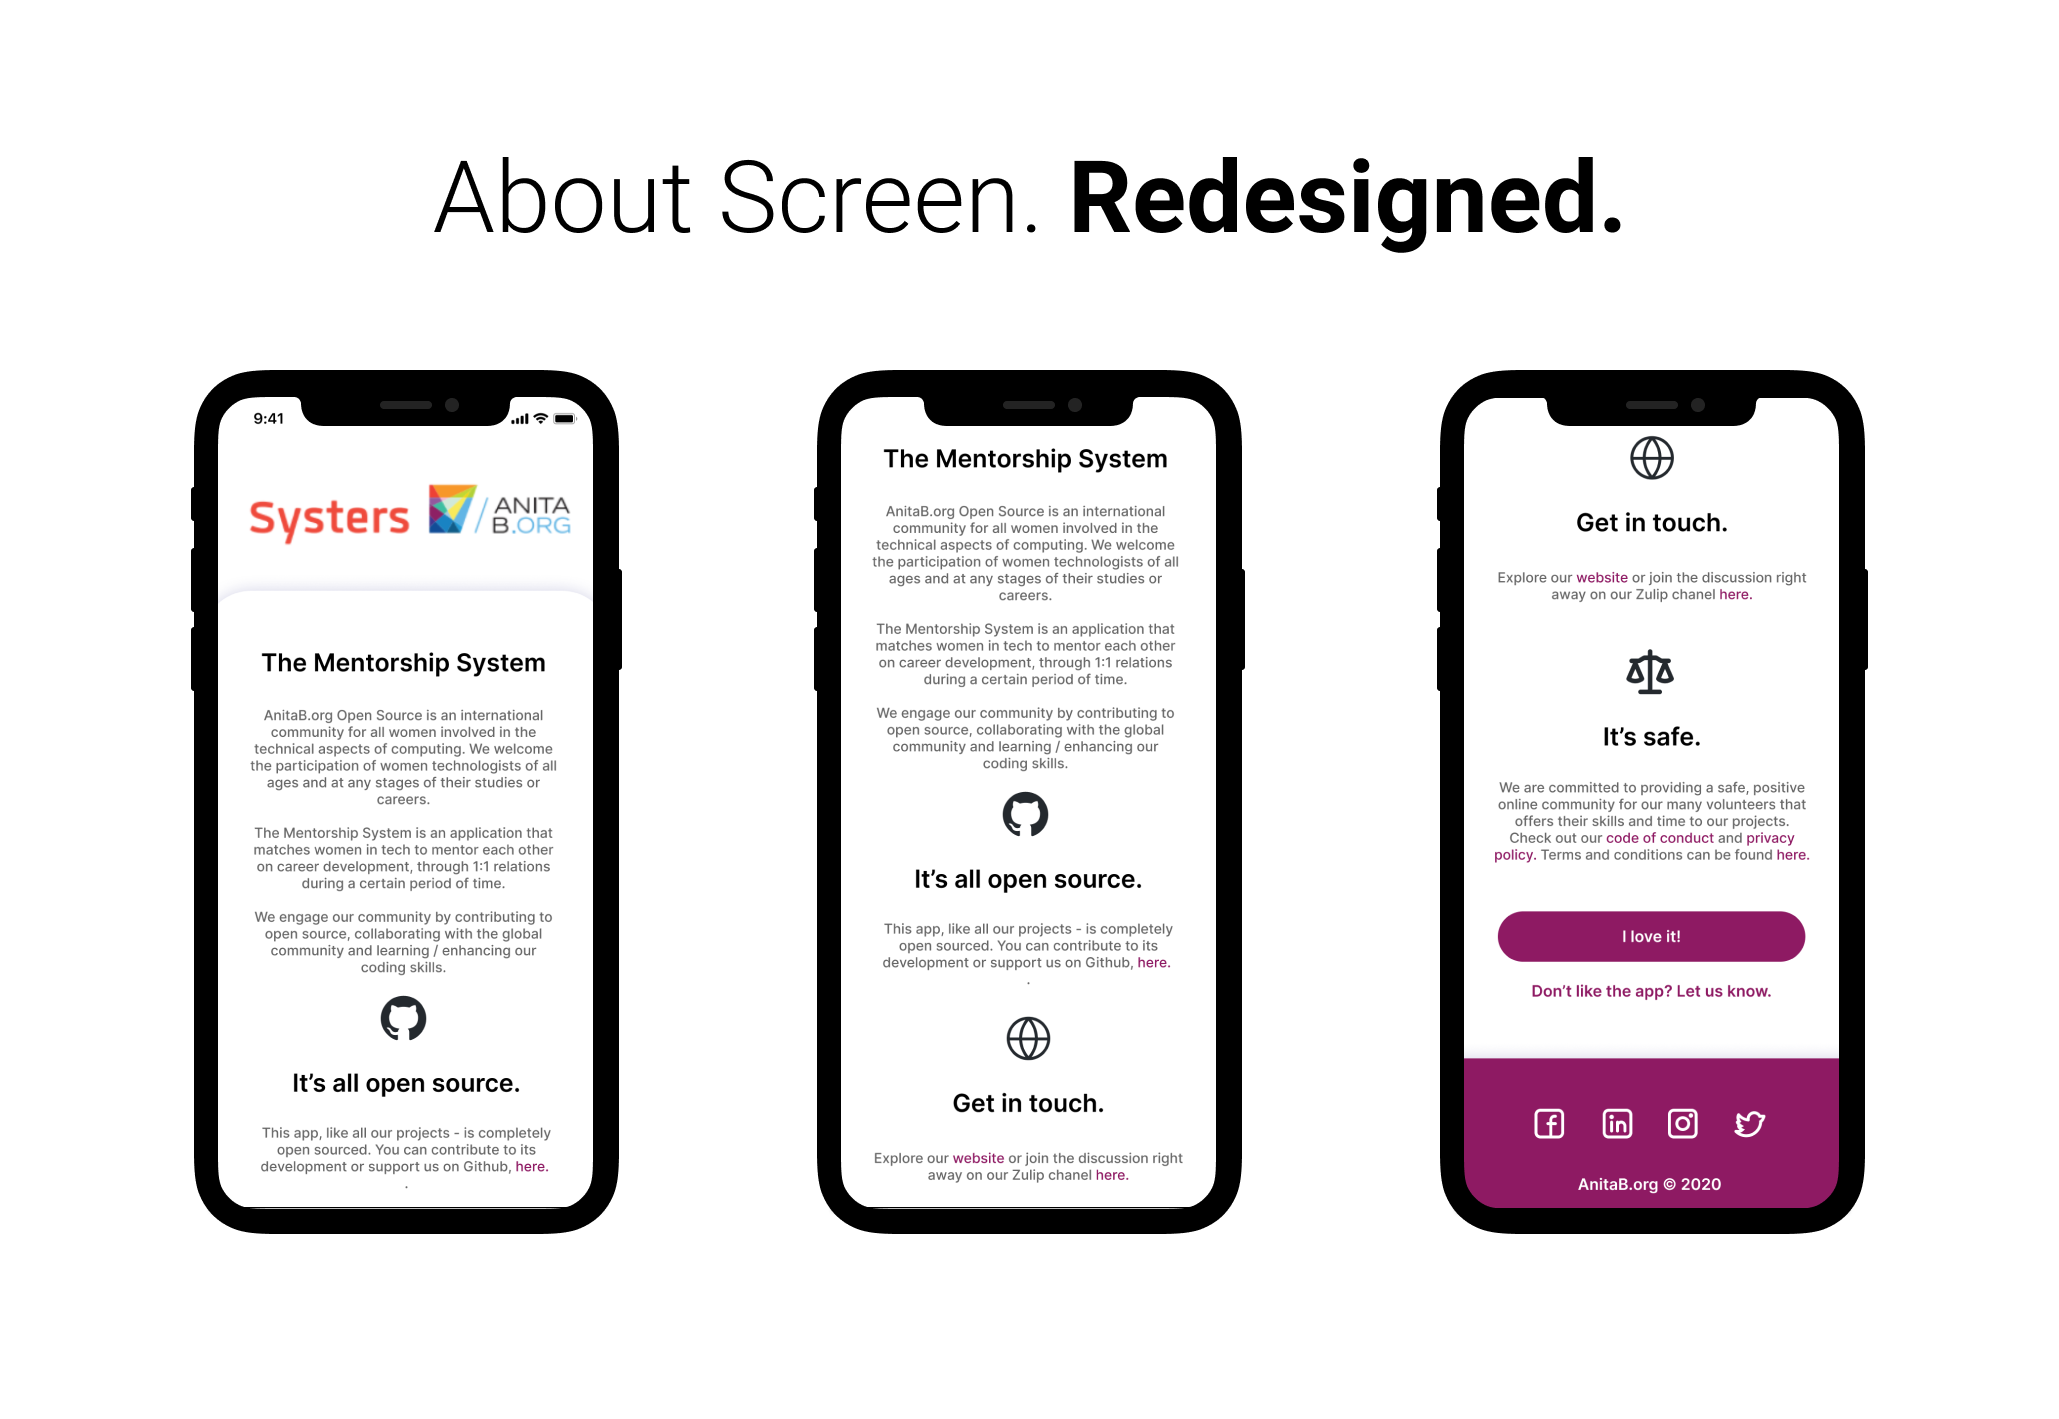 About Screen. Redesigned.
9:41
Systers
ANITA
B.ORG
The Mentorship System
AnitaB.org Open Source is an international
community for all women involved in the
technical aspects of computing. We welcome
the participation of women technologists of all
ages and at any stages of their studies or
careers.
The Mentorship System is an application that
matches women in tech to mentor each other
on career development, through 1:1 relations
during a certain period of time.
We engage our community by contributing to
open source, collaborating with the global
community and learning / enhancing our
coding skills.
It's all open source.
This app, like all our projects - is completely
open sourced. You can contribute to its
development or support us on Github, here.
.
The Mentorship System
AnitaB.org Open Source is an international
community for all women involved in the
technical aspects of computing. We welcome
the participation of women technologists of all
ages and at any stages of their studies or
careers.
The Mentorship System is an application that
matches women in tech to mentor each other
on career development, through 1:1 relations
during a certain period of time.
We engage our community by contributing to
open source, collaborating with the global
community and learning / enhancing our
coding skills.
It's all open source.
This app, like all our projects - is completely
open sourced. You can contribute to its
development or support us on Github, here.
.
Get in touch.
Explore our website or join the discussion right
away on our Zulip chanel here.
Get in touch.
Explore our website or join the discussion right
away on our Zulip chanel here.
It's safe.
We are committed to providing a safe, positive
online community for our many volunteers that
offers their skills and time to our projects.
Check out our code of conduct and privacy
policy. Terms and conditions can be found here.
I love it!
Don't like the app? Let us know.
AnitaB.org © 2020